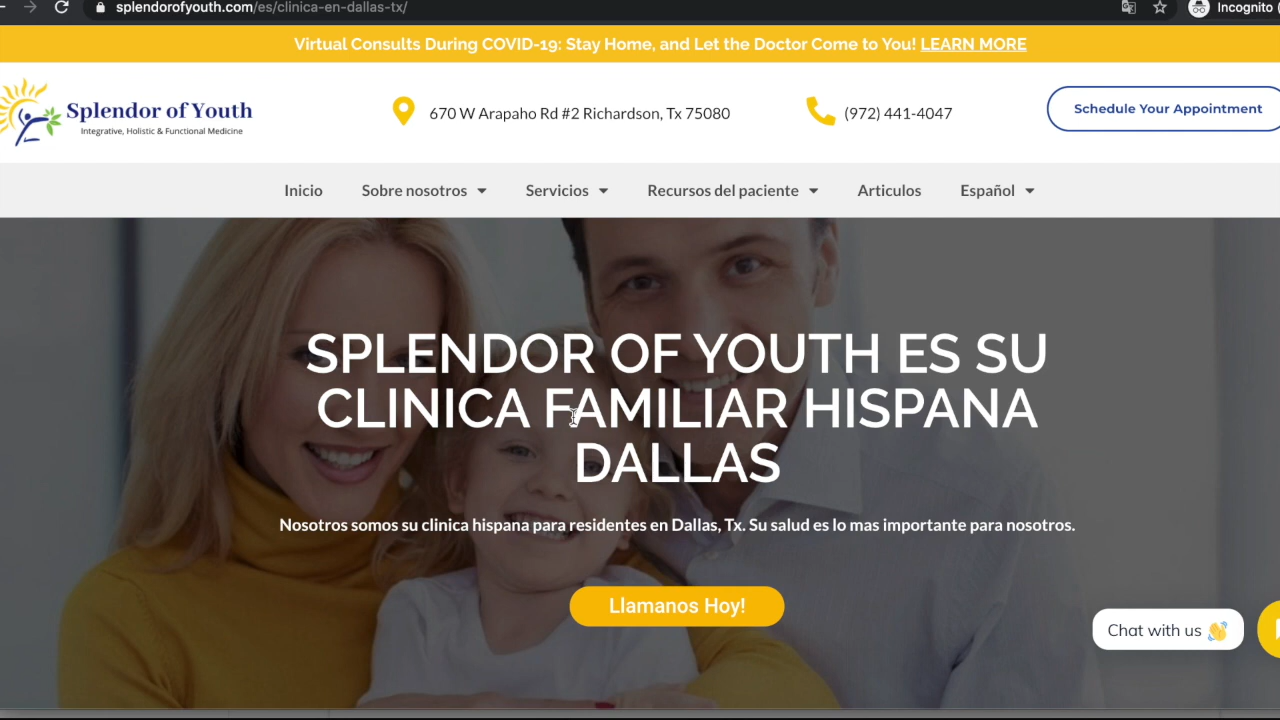 splendorofyouth.com/es/clinica-en-dallas-tx/
Incognito
Virtual Consults During COVID-19: Stay Home, and Let the Doctor Come to You! LEARN MORE
Splendor of Youth
Integrative, Holistic & Functional Medicine
670 W Arapaho Rd #2 Richardson, Tx 75080
(972) 441-4047
Schedule Your Appointment
Inicio
Sobre nosotros
Servicios
Recursos del paciente
Articulos
Español
SPLENDOR OF YOUTH ES SU
CLINICA FAMILIAR HISPANA
DALLAS
Nosotros somos su clinica hispana para residentes en Dallas, Tx. Su salud es lo mas importante para nosotros.
Llamanos Hoy!
Chat with us 👋